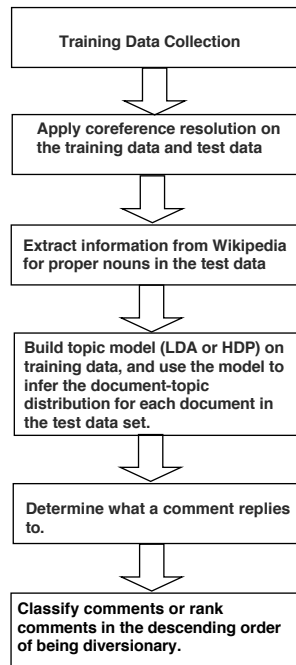 Training Data Collection
Apply coreference resolution on
the training data and test data
Extract information from Wikipedia
for proper nouns in the test data
Build topic model (LDA or HDP) on
training data, and use the model to
infer the document-topic
distribution for each document in
the test data set.
Determine what a comment replies
to.
Classify comments or rank
comments in the descending order
of being diversionary.